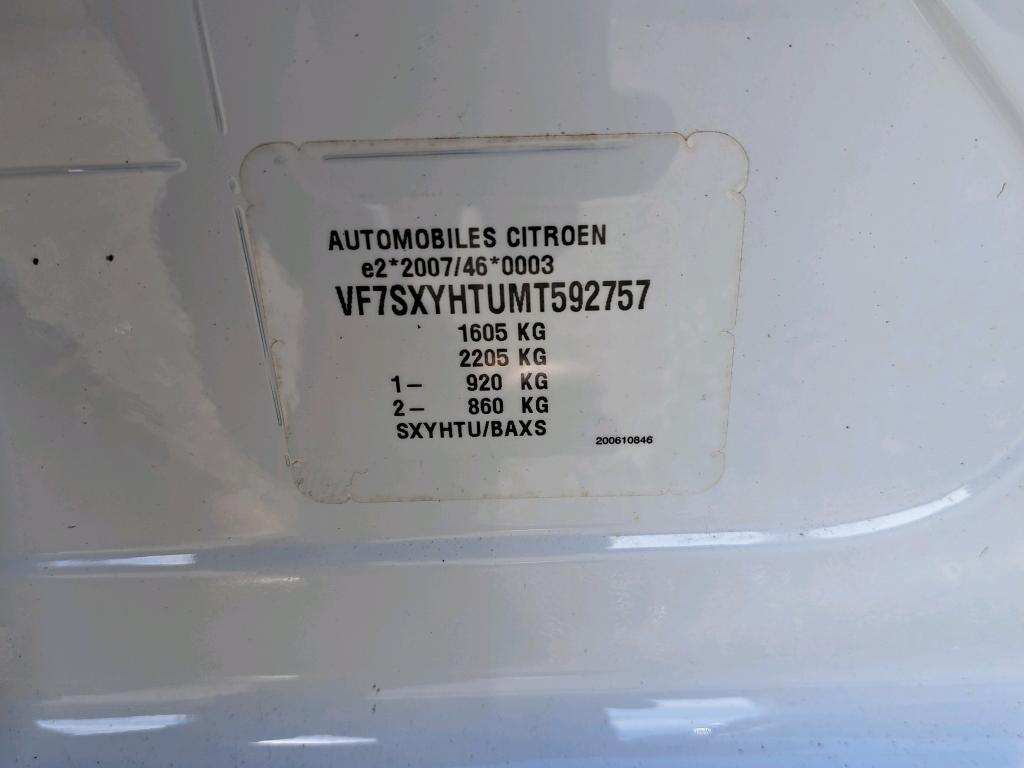 AUTOMOBILES CITROEN
e2*2007/46*0003
VF7SXYHTUMT592757
1605 KG
2205 KG
1– 920 KG
2– 860 KG
SXYHTU/BAXS
200610846